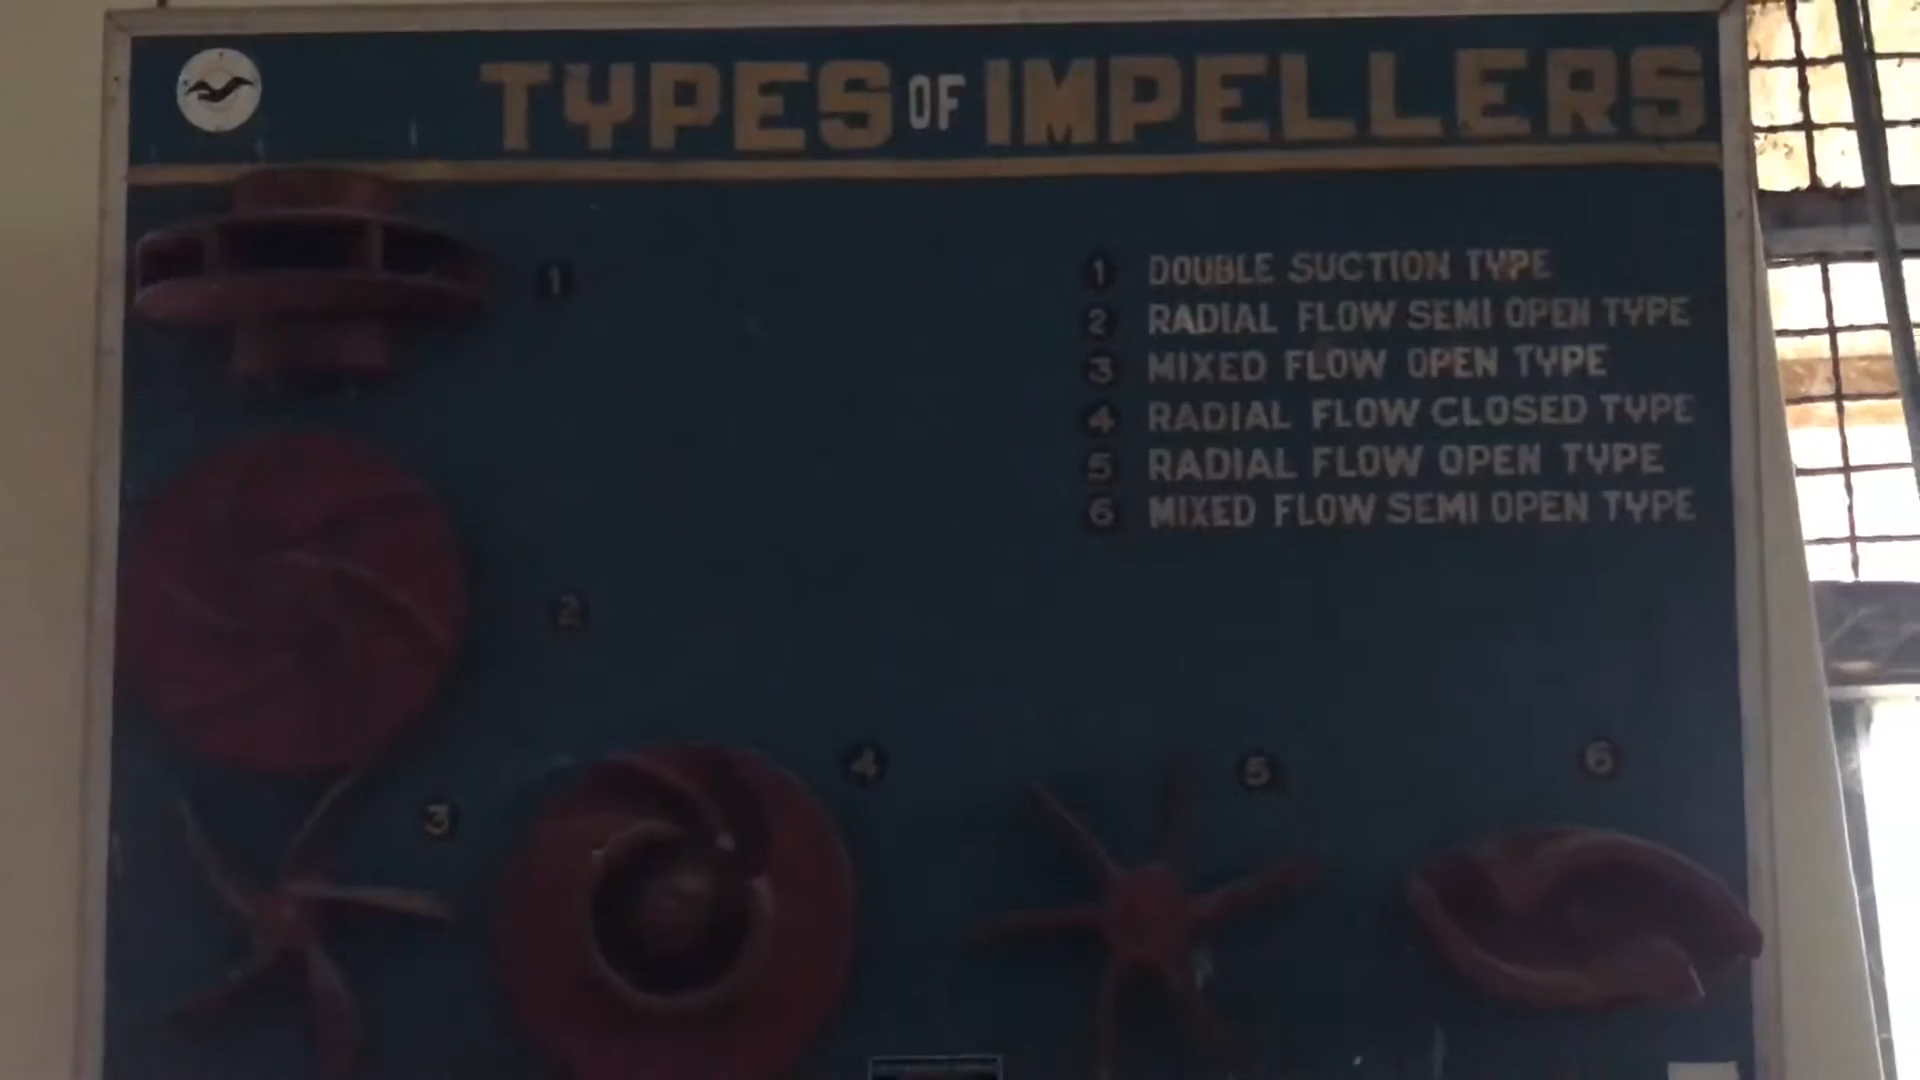 TYPES OF IMPELLERS
1 DOUBLE SUCTION TYPE
2 RADIAL FLOW SEMI OPEN TYPE
3 MIXED FLOW OPEN TYPE
4 RADIAL FLOW CLOSED TYPE
5 RADIAL FLOW OPEN TYPE
6 MIXED FLOW SEMI OPEN TYPE
1
2
3
4
5
6